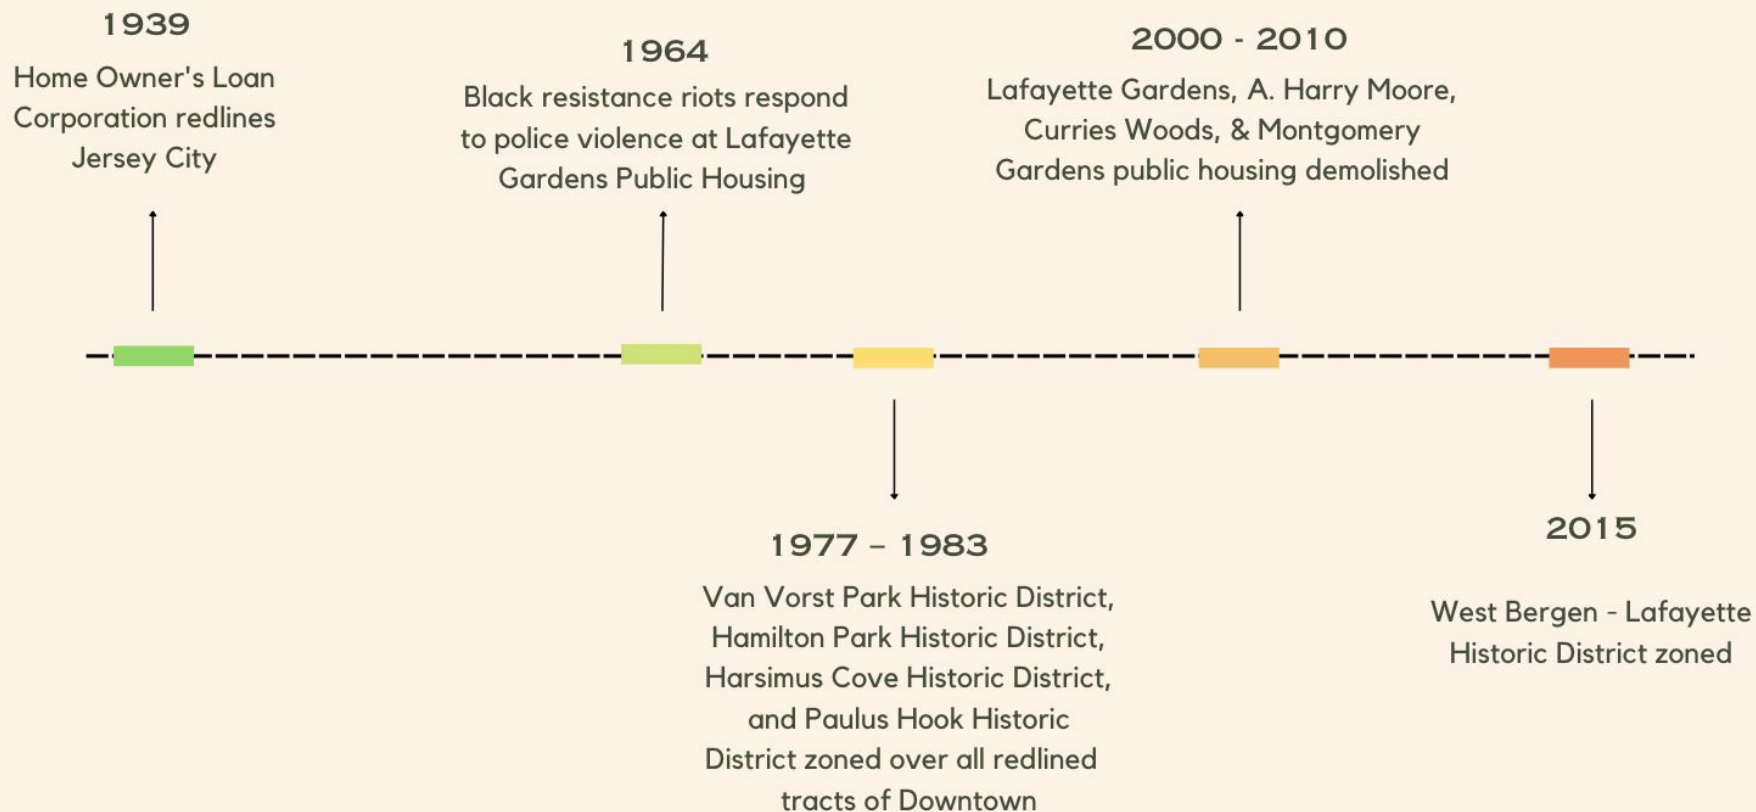 1939
Home Owner's Loan
Corporation redlines
Jersey City
1964
Black resistance riots respond
to police violence at Lafayette
Gardens Public Housing
1977 – 1983
Van Vorst Park Historic District,
Hamilton Park Historic District,
Harsimus Cove Historic District,
and Paulus Hook Historic
District zoned over all redlined
tracts of Downtown
2000 - 2010
Lafayette Gardens, A. Harry Moore,
Curries Woods, & Montgomery
Gardens public housing demolished
2015
West Bergen - Lafayette
Historic District zoned